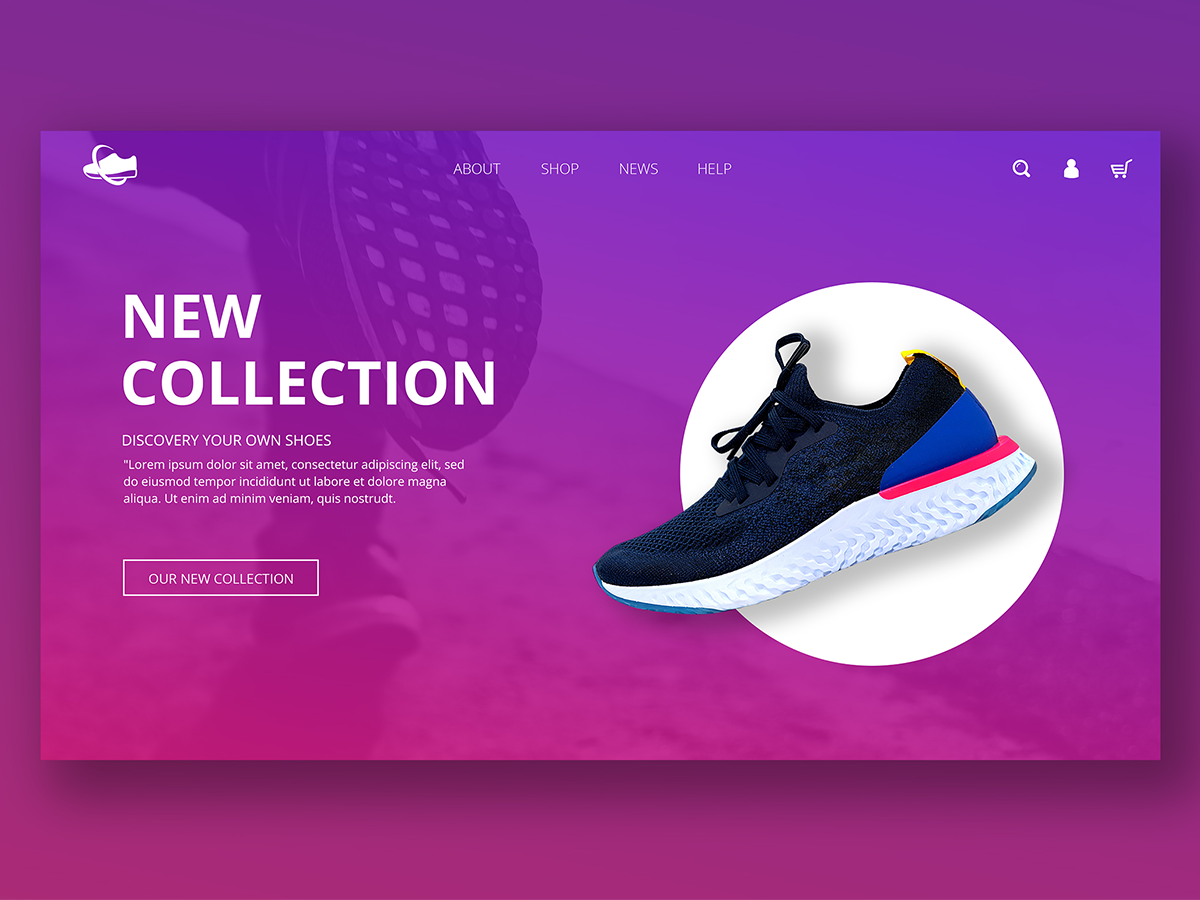 ABOUT SHOP NEWS HELP
NEW
COLLECTION
DISCOVERY YOUR OWN SHOES
"Lorem ipsum dolor sit amet, consectetur adipiscing elit, sed
do eiusmod tempor incididunt ut labore et dolore magna
aliqua. Ut enim ad minim veniam, quis nostrudt.
OUR NEW COLLECTION